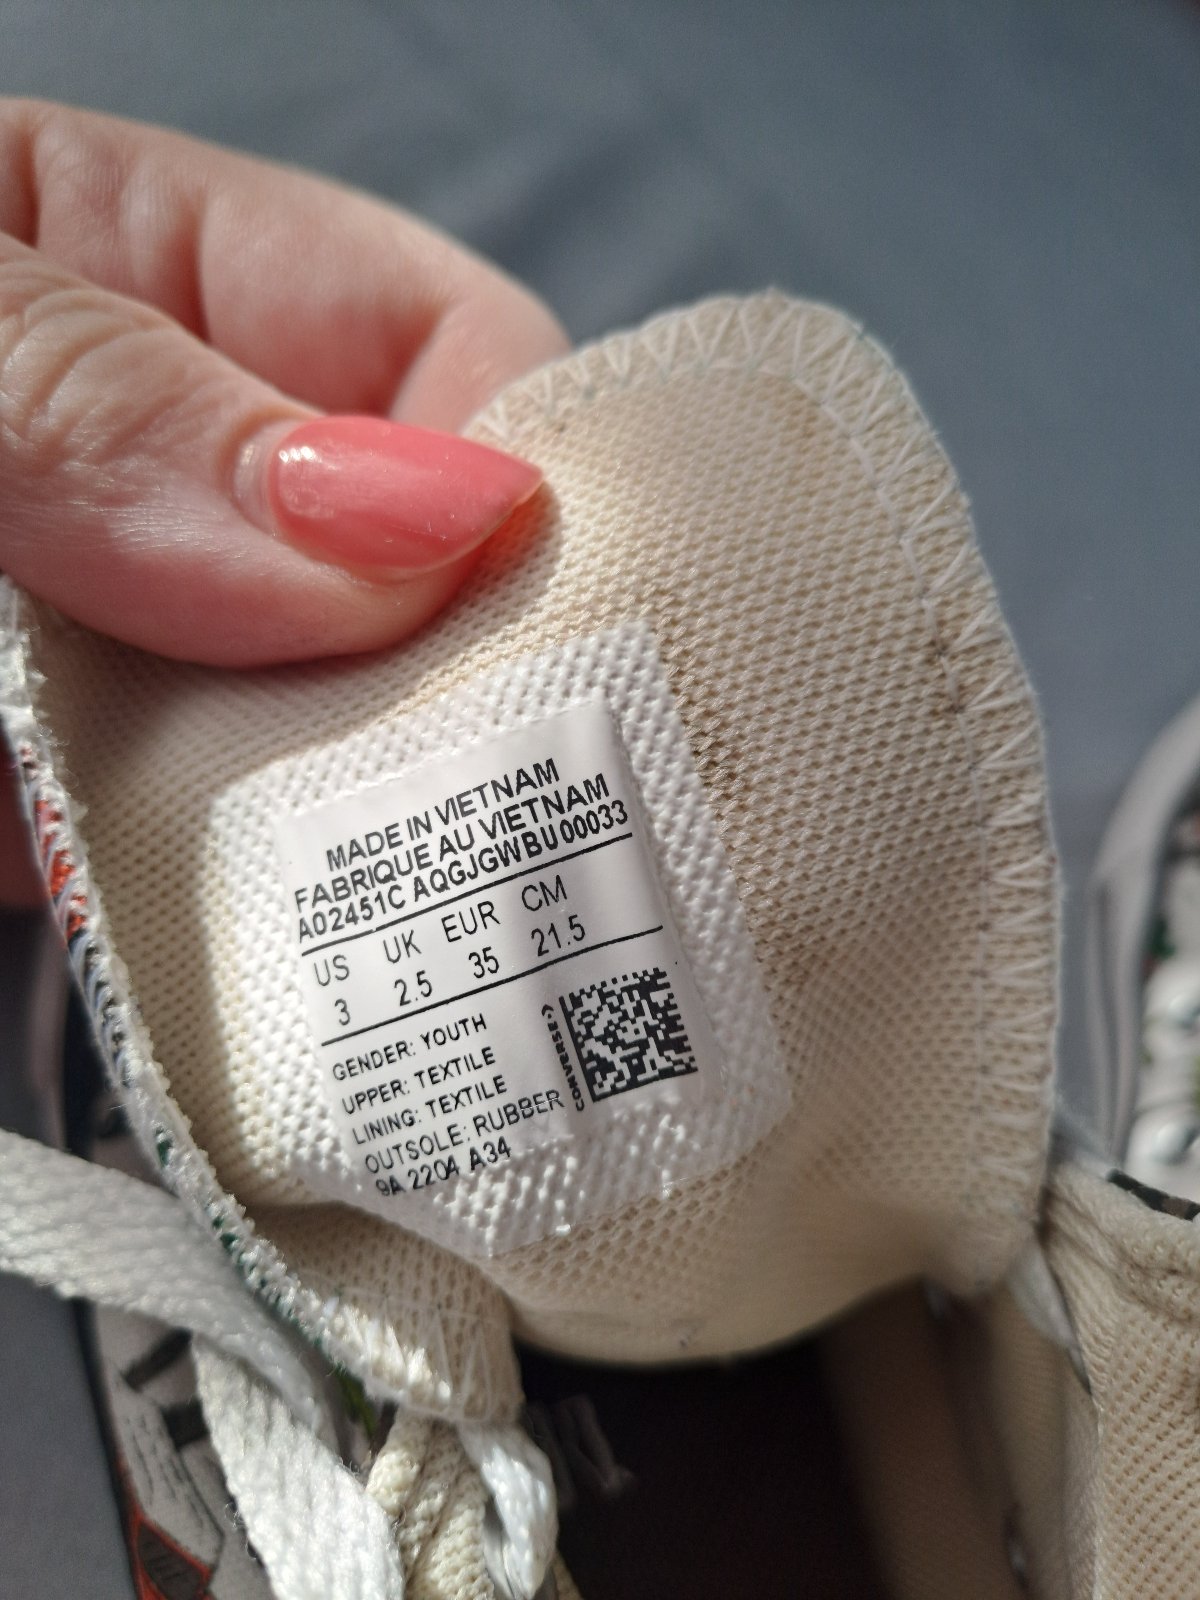 MADE IN VIETNAM
FABRIQUE AU VIETNAM
A02451C AQGJGWBU00033
US UK EUR CM
3 2.5 35 21.5
GENDER: YOUTH
UPPER: TEXTILE
LINING: TEXTILE
OUTSOLE: RUBBER
9A 2204 A34
CONVERSE